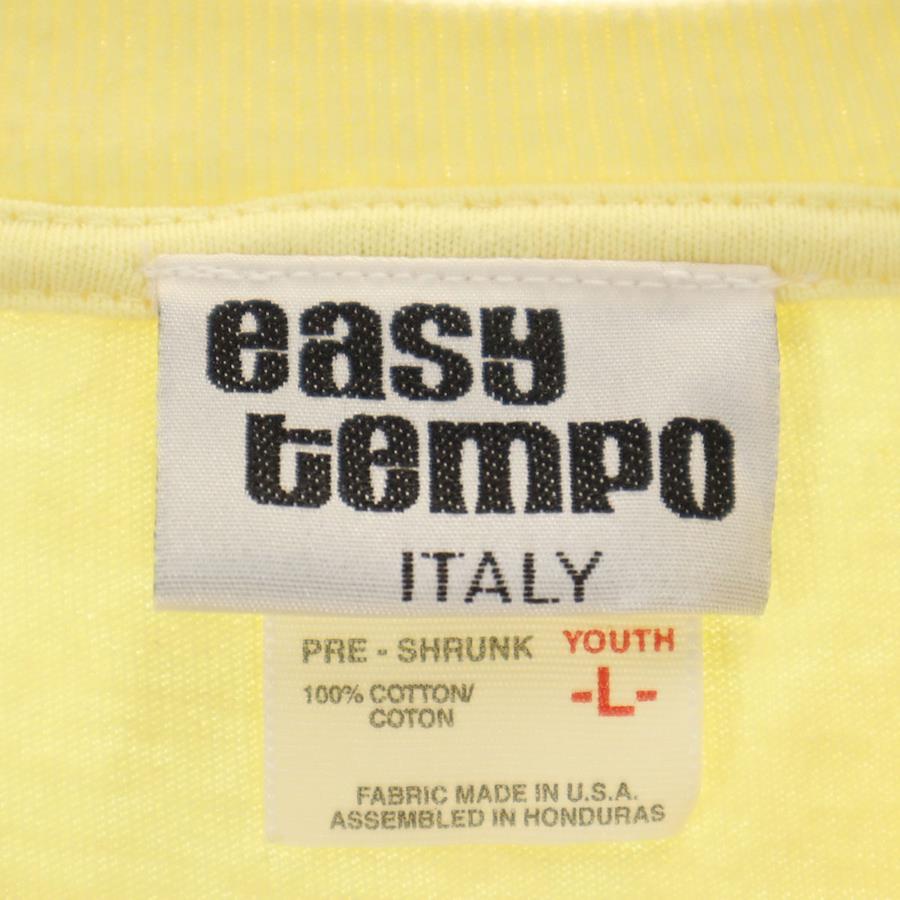 easy
tempo
ITALY
PRE - SHRUNK
YOUTH
-L-
100% COTTON/
COTON
FABRIC MADE IN U.S.A.
ASSEMBLED IN HONDURAS